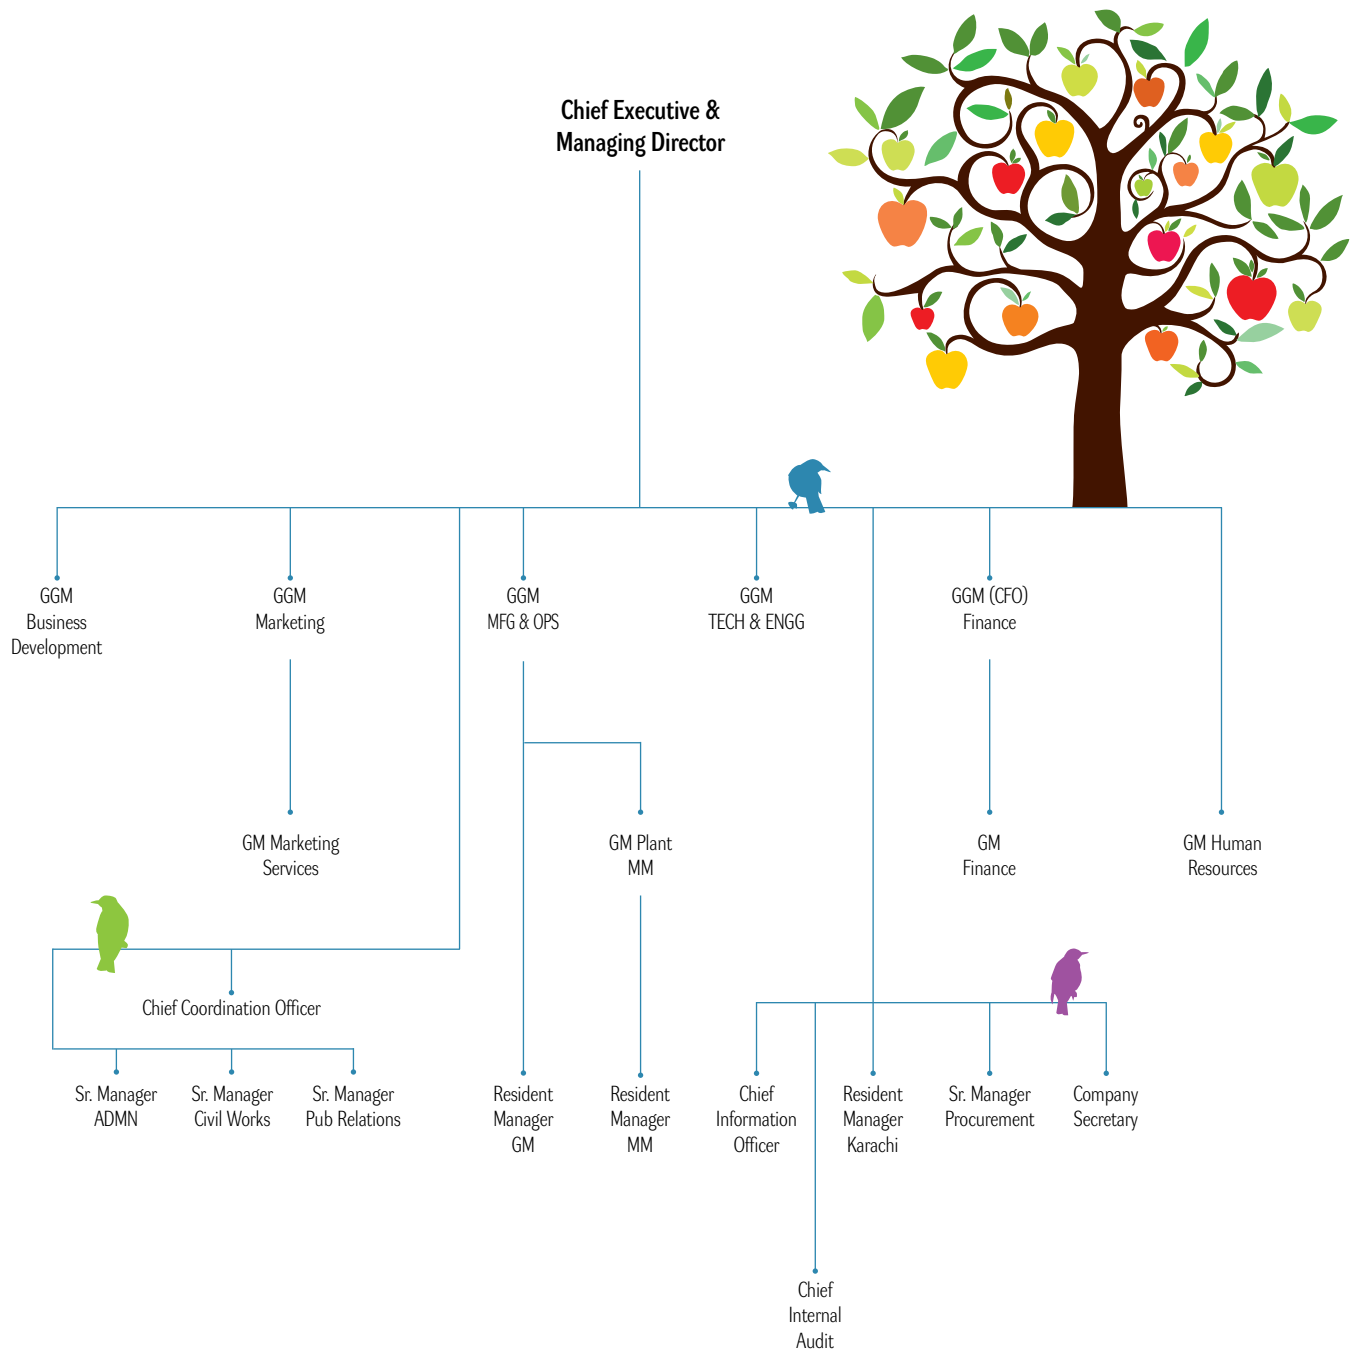 Chief Executive &
Managing Director
GGM
Business
Development
GGM
Marketing
GGM
MFG & OPS
GGM
TECH & ENGG
GGM (CFO)
Finance
GM Marketing
Services
GM Plant
MM
GM
Finance
GM Human
Resources
Chief Coordination Officer
Sr. Manager
ADMN
Sr. Manager
Civil Works
Sr. Manager
Pub Relations
Resident
Manager
GM
Resident
Manager
MM
Chief
Information
Officer
Resident
Manager
Karachi
Sr. Manager
Procurement
Company
Secretary
Chief
Internal
Audit